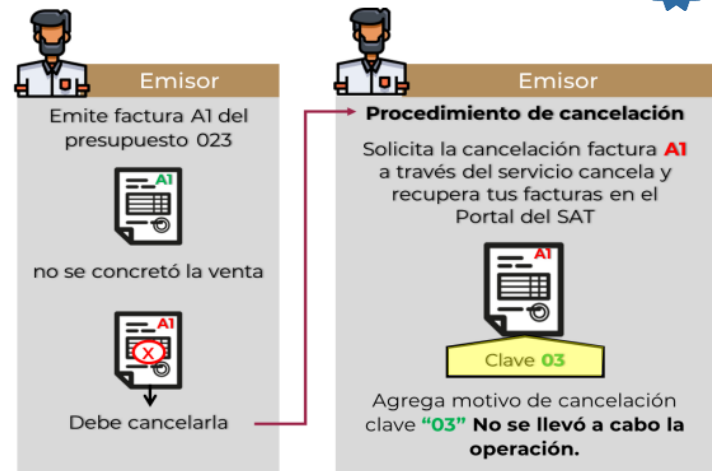 Emisor
Emite factura A1 del
presupuesto 023
A1
no se concretó la venta
A1
X
Debe cancelarla
Emisor
Procedimiento de cancelación
Solicita la cancelación factura A1
a través del servicio cancela y
recupera tus facturas en el
Portal del SAT
A1
Clave 03
Agrega motivo de cancelación
clave “03” No se llevó a cabo la
operación.